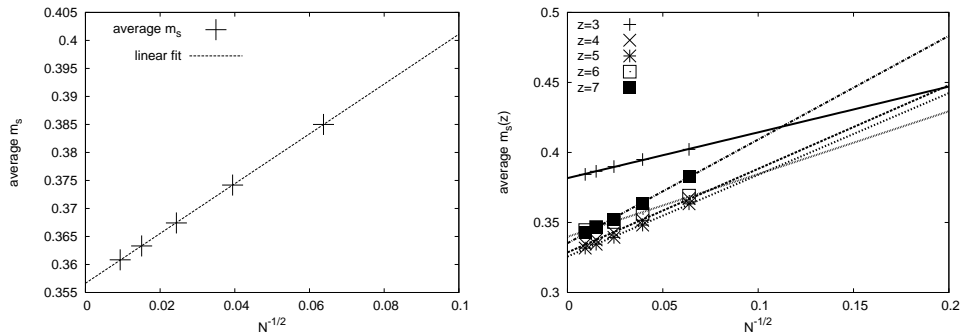 0.4
0.405
0.395
0.385
0.375
0.365
0.355
0.36
0.37
0.38
0.39
average m_s
average m_s
linear fit
0
0.02
0.04
0.06
0.08
0.1
N^-1/2
0.5
0.45
0.4
0.35
0.3
average m_s(z)
z=3
z=4
z=5
z=6
z=7
0
0.05
0.1
0.15
0.2
N^-1/2